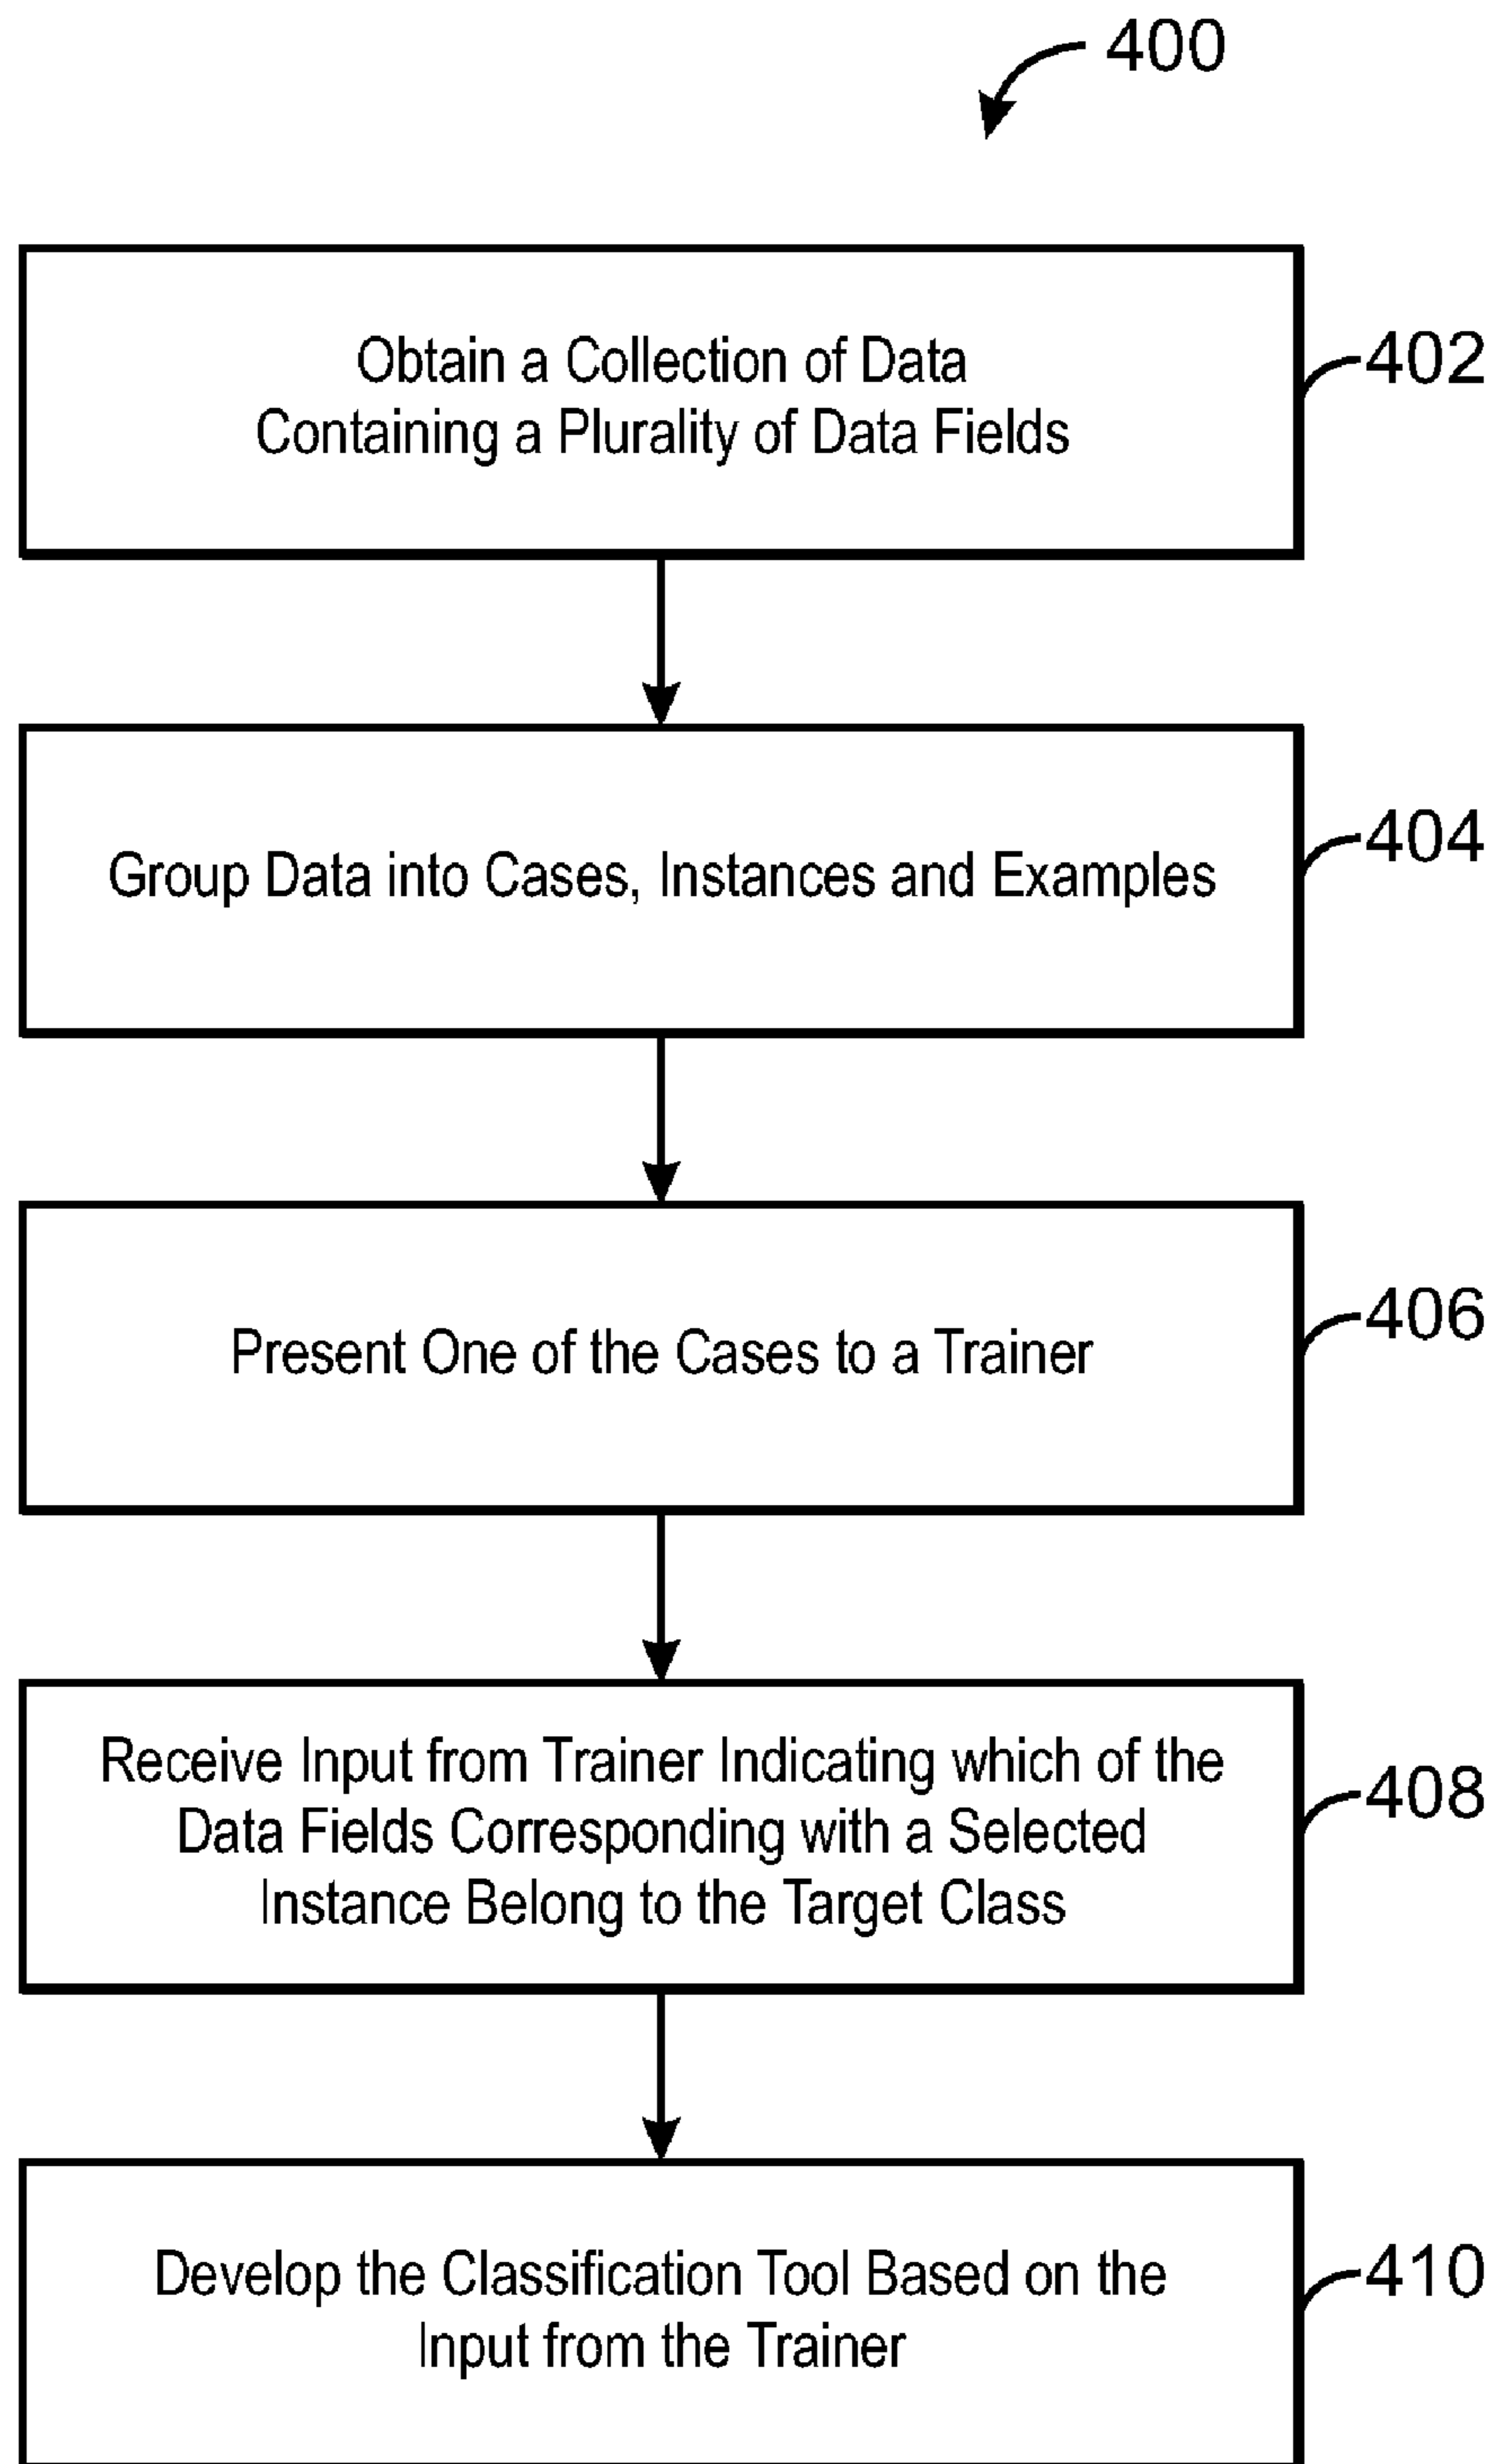 400
Obtain a Collection of Data
Containing a Plurality of Data Fields
402
Group Data into Cases, Instances and Examples
404
Present One of the Cases to a Trainer
406
Receive Input from Trainer Indicating which of the
Data Fields Corresponding with a Selected
Instance Belong to the Target Class
408
Develop the Classification Tool Based on the
Input from the Trainer
410